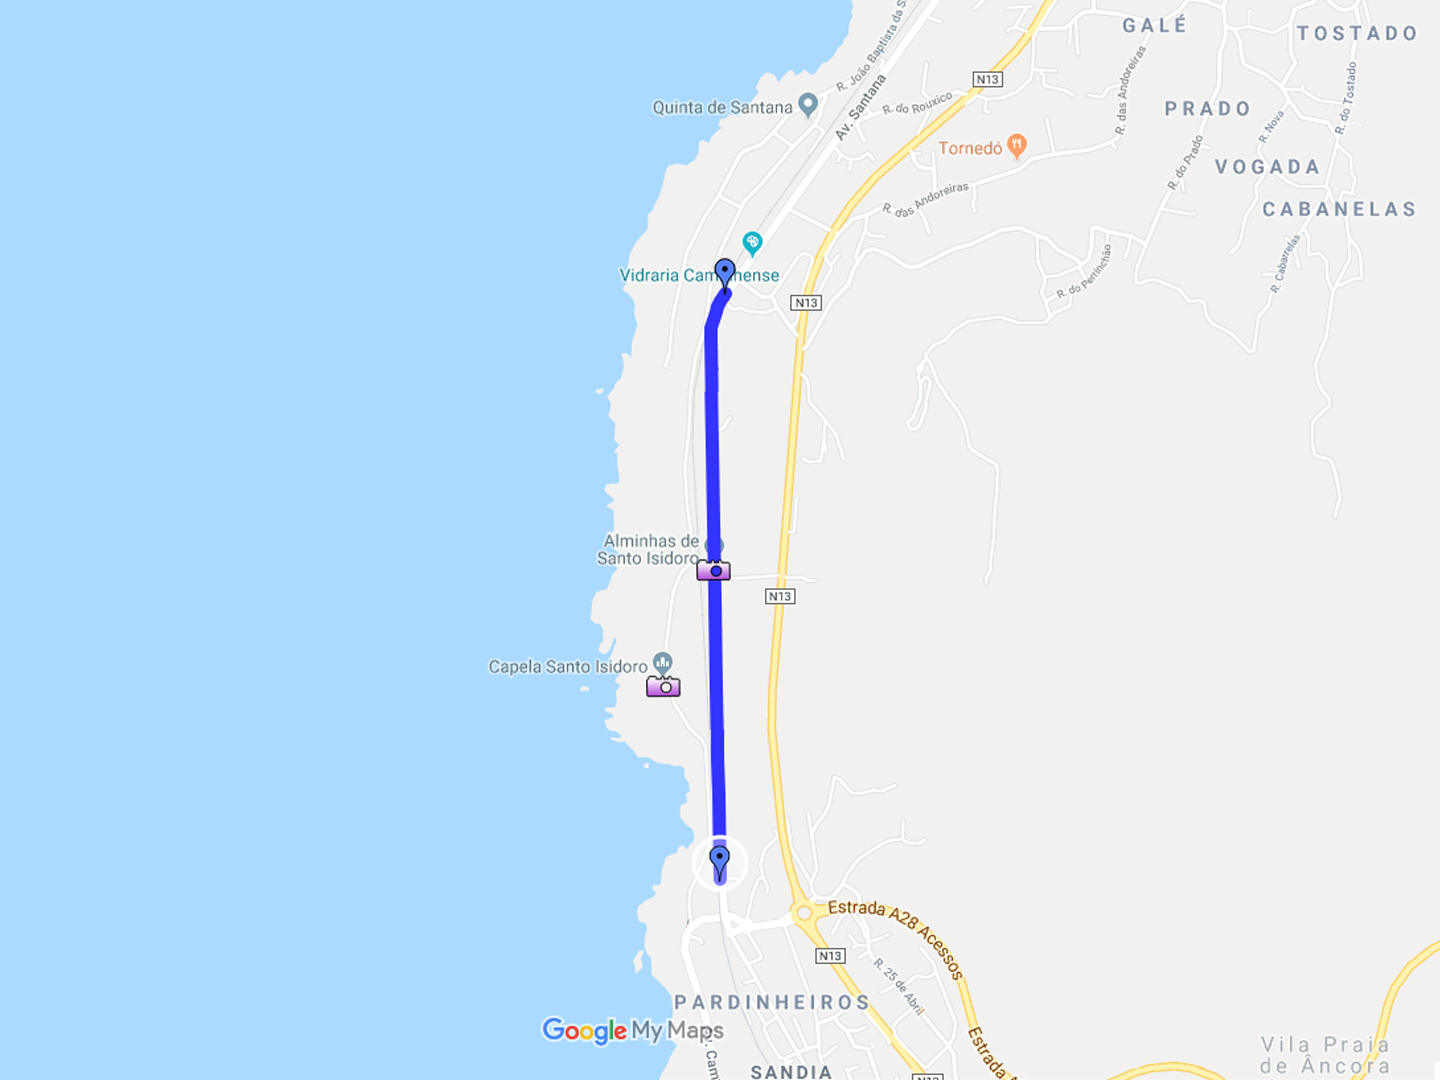 R. João Baptista da S
GALÉ
TOSTADO
N13
Quinta de Santana
Av. Santana
R. do Rouxico
R. das Andoreiras
R. do Tostado
PRADO
R. Nova
Tornedó
R. do Prado
VOGADA
R. das Andoreiras
CABANELAS
R. Cabanelas
R. do Perrinchão
Vidraria Cam nhense
N13
Alminhas de
Santo Isidoro
N13
Capela Santo Isidoro
Estrada A28 Acessos
N13
R. 25 de Abril
PARDINHEIROS
Google My Maps
Estrada A
Vila Praia
de Âncora
SANDIA
N13